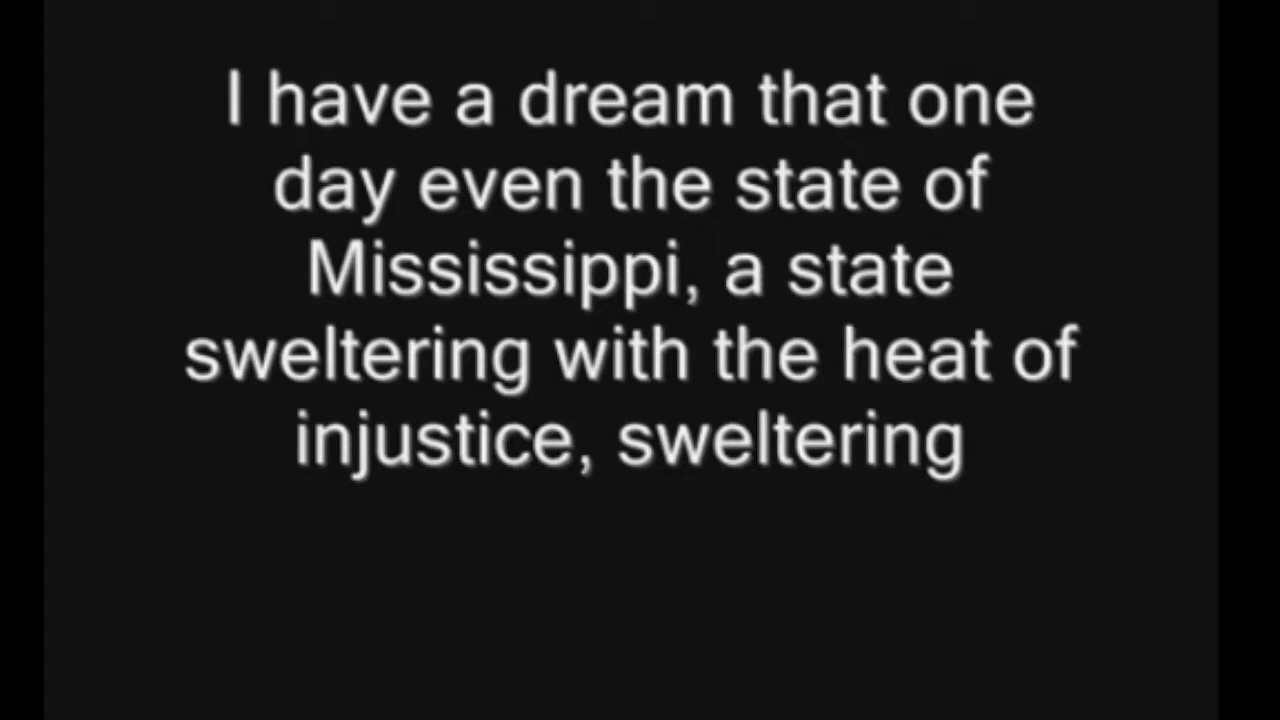 I have a dream that one
day even the state of
Mississippi, a state
sweltering with the heat of
injustice, sweltering